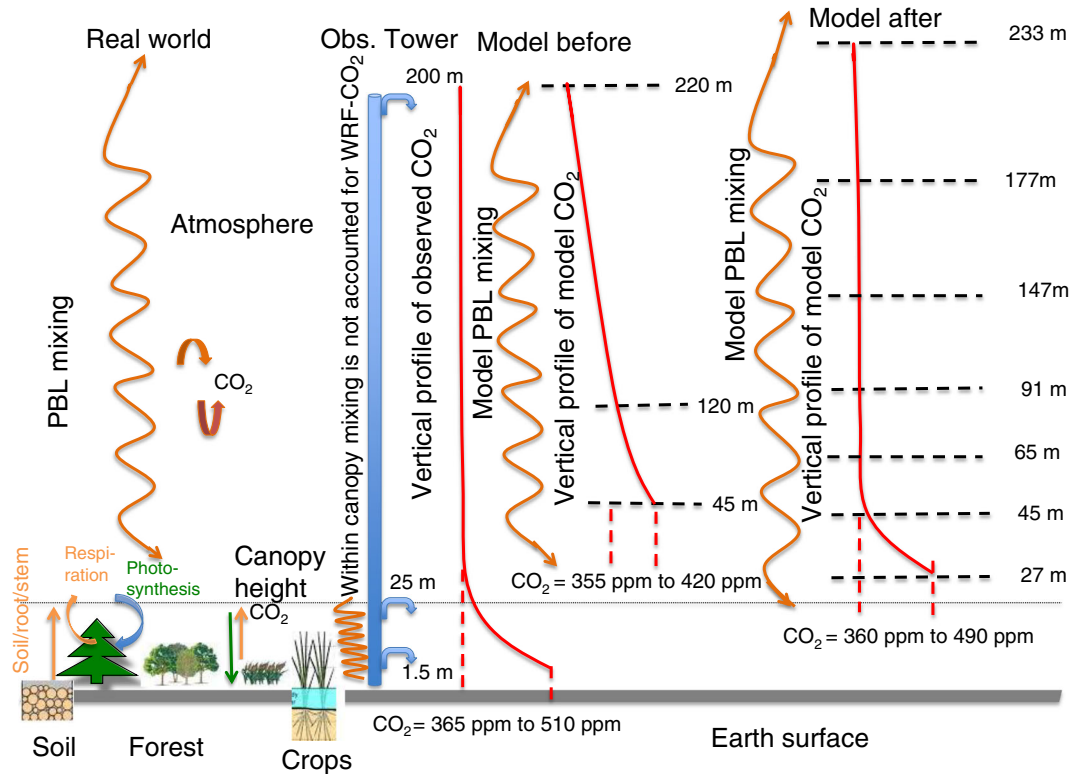 Real world
PBL mixing
Atmosphere
CO2
Respi-
ration
Photo-
synthesis
Soil/root/stem
Canopy
height
CO2
Soil
Forest
Crops
Obs. Tower
200 m
25 m
1.5 m
Within canopy mixing is not accounted for WRF-CO2
Vertical profile of observed CO2
CO2= 365 ppm to 510 ppm
Model before
220 m
120 m
45 m
Model PBL mixing
Vertical profile of model CO2
CO2 = 355 ppm to 420 ppm
Model after
233 m
177m
147m
91 m
65 m
45 m
27 m
Model PBL mixing
Vertical profile of model CO2
CO2 = 360 ppm to 490 ppm
Earth surface